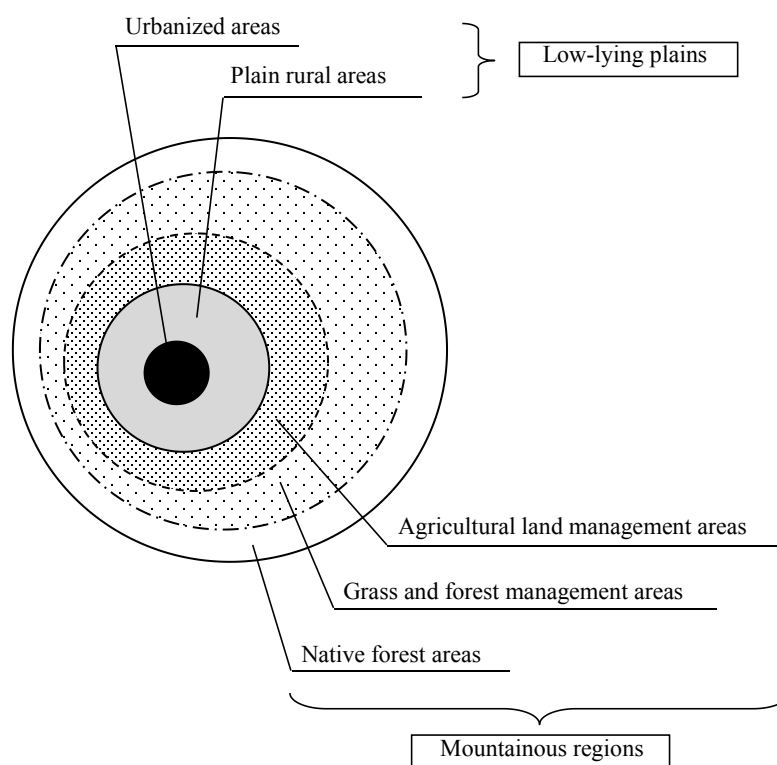 Urbanized areas
Low-lying plains
Plain rural areas
Agricultural land management areas
Grass and forest management areas
Native forest areas
Mountainous regions